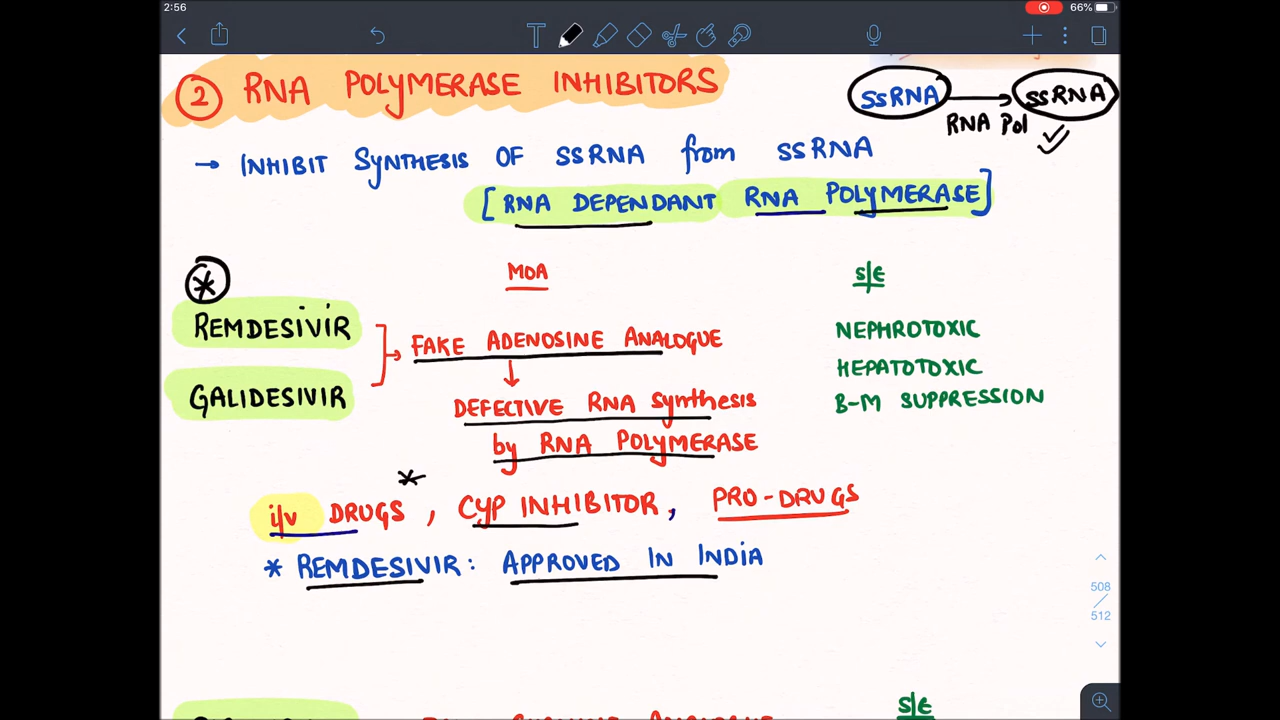 2:56
66%
T
2 RNA POLYMERASE INHIBITORS
ssRNA → ssRNA
RNA Pol
→ INHIBIT SYNTHESIS OF SSRNA from SSRNA
[RNA DEPENDANT RNA POLYMERASE]
* MOA S/E
REMDESIVIR
GALIDESIVIR
→ FAKE ADENOSINE ANALOGUE
↓
DEFECTIVE RNA Synthesis
by RNA POLYMERASE
NEPHROTOXIC
HEPATOTOXIC
B-M SUPPRESSION
*
i/v DRUGS, CYP INHIBITOR, PRO-DRUGS
* REMDESIVIR: APPROVED IN INDIA
508
/
512
S/E